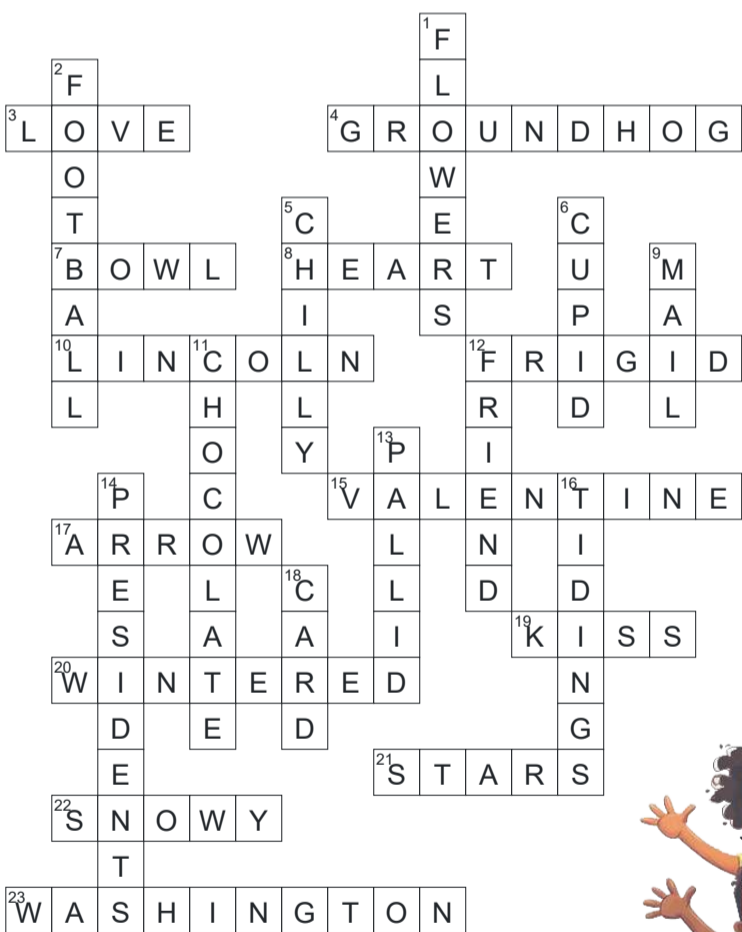 1 F
2 F L
3 L O V E 4 G R O U N D H O G
O W
T 5 C E 6 C
7 B O W L 8 H E A R T U 9 M
A I S P A
10 L I N 11 C O L N 12 F R I G I D
L H L R D L
O Y 13 P I
14 P C 15 V A L E N 16 T I N E
17 A R R O W L N I
E L 18 C L D D
S A A I 19 K I S S
20 W I N T E R E D N
D E D G
E 21 S T A R S
22 S N O W Y
T
23 W A S H I N G T O N